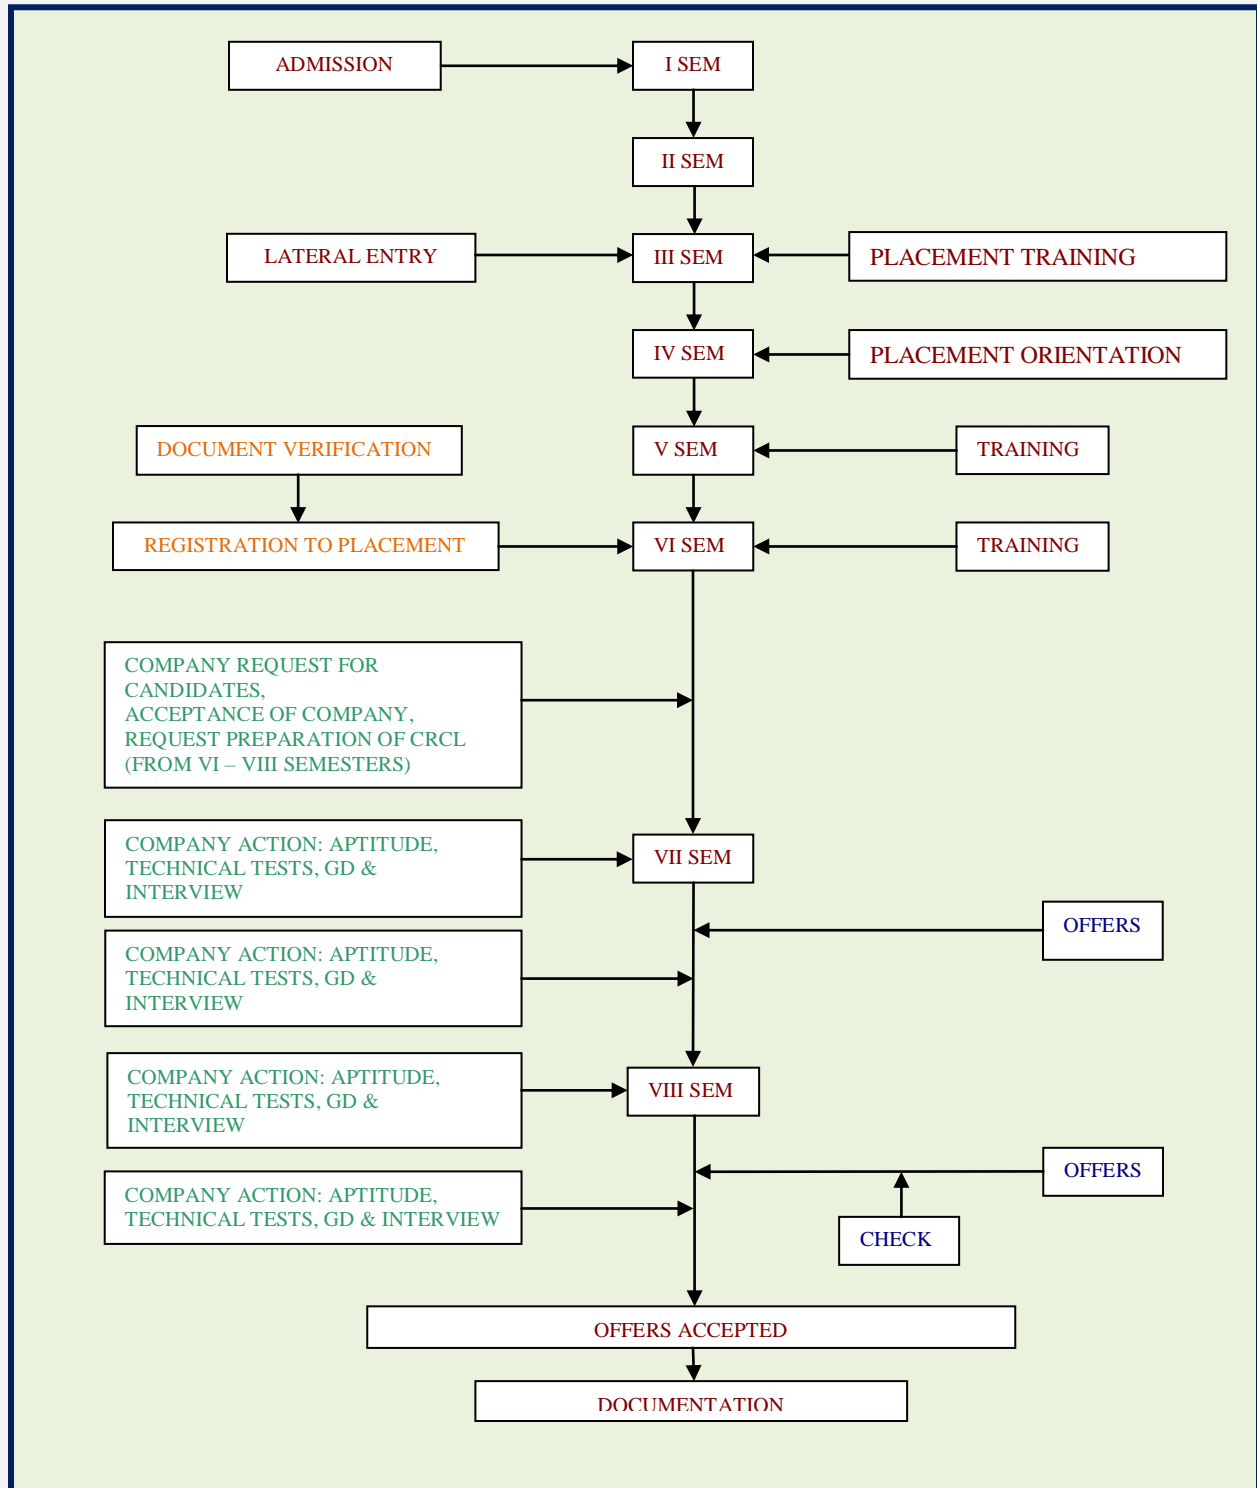 ADMISSION
I SEM
II SEM
LATERAL ENTRY
III SEM
PLACEMENT TRAINING
IV SEM
PLACEMENT ORIENTATION
DOCUMENT VERIFICATION
V SEM
TRAINING
REGISTRATION TO PLACEMENT
VI SEM
TRAINING
COMPANY REQUEST FOR
CANDIDATES,
ACCEPTANCE OF COMPANY,
REQUEST PREPARATION OF CRCL
(FROM VI – VIII SEMESTERS)
COMPANY ACTION: APTITUDE,
TECHNICAL TESTS, GD &
INTERVIEW
VII SEM
OFFERS
COMPANY ACTION: APTITUDE,
TECHNICAL TESTS, GD &
INTERVIEW
COMPANY ACTION: APTITUDE,
TECHNICAL TESTS, GD &
INTERVIEW
VIII SEM
OFFERS
COMPANY ACTION: APTITUDE,
TECHNICAL TESTS, GD & INTERVIEW
CHECK
OFFERS ACCEPTED
DOCUMENTATION